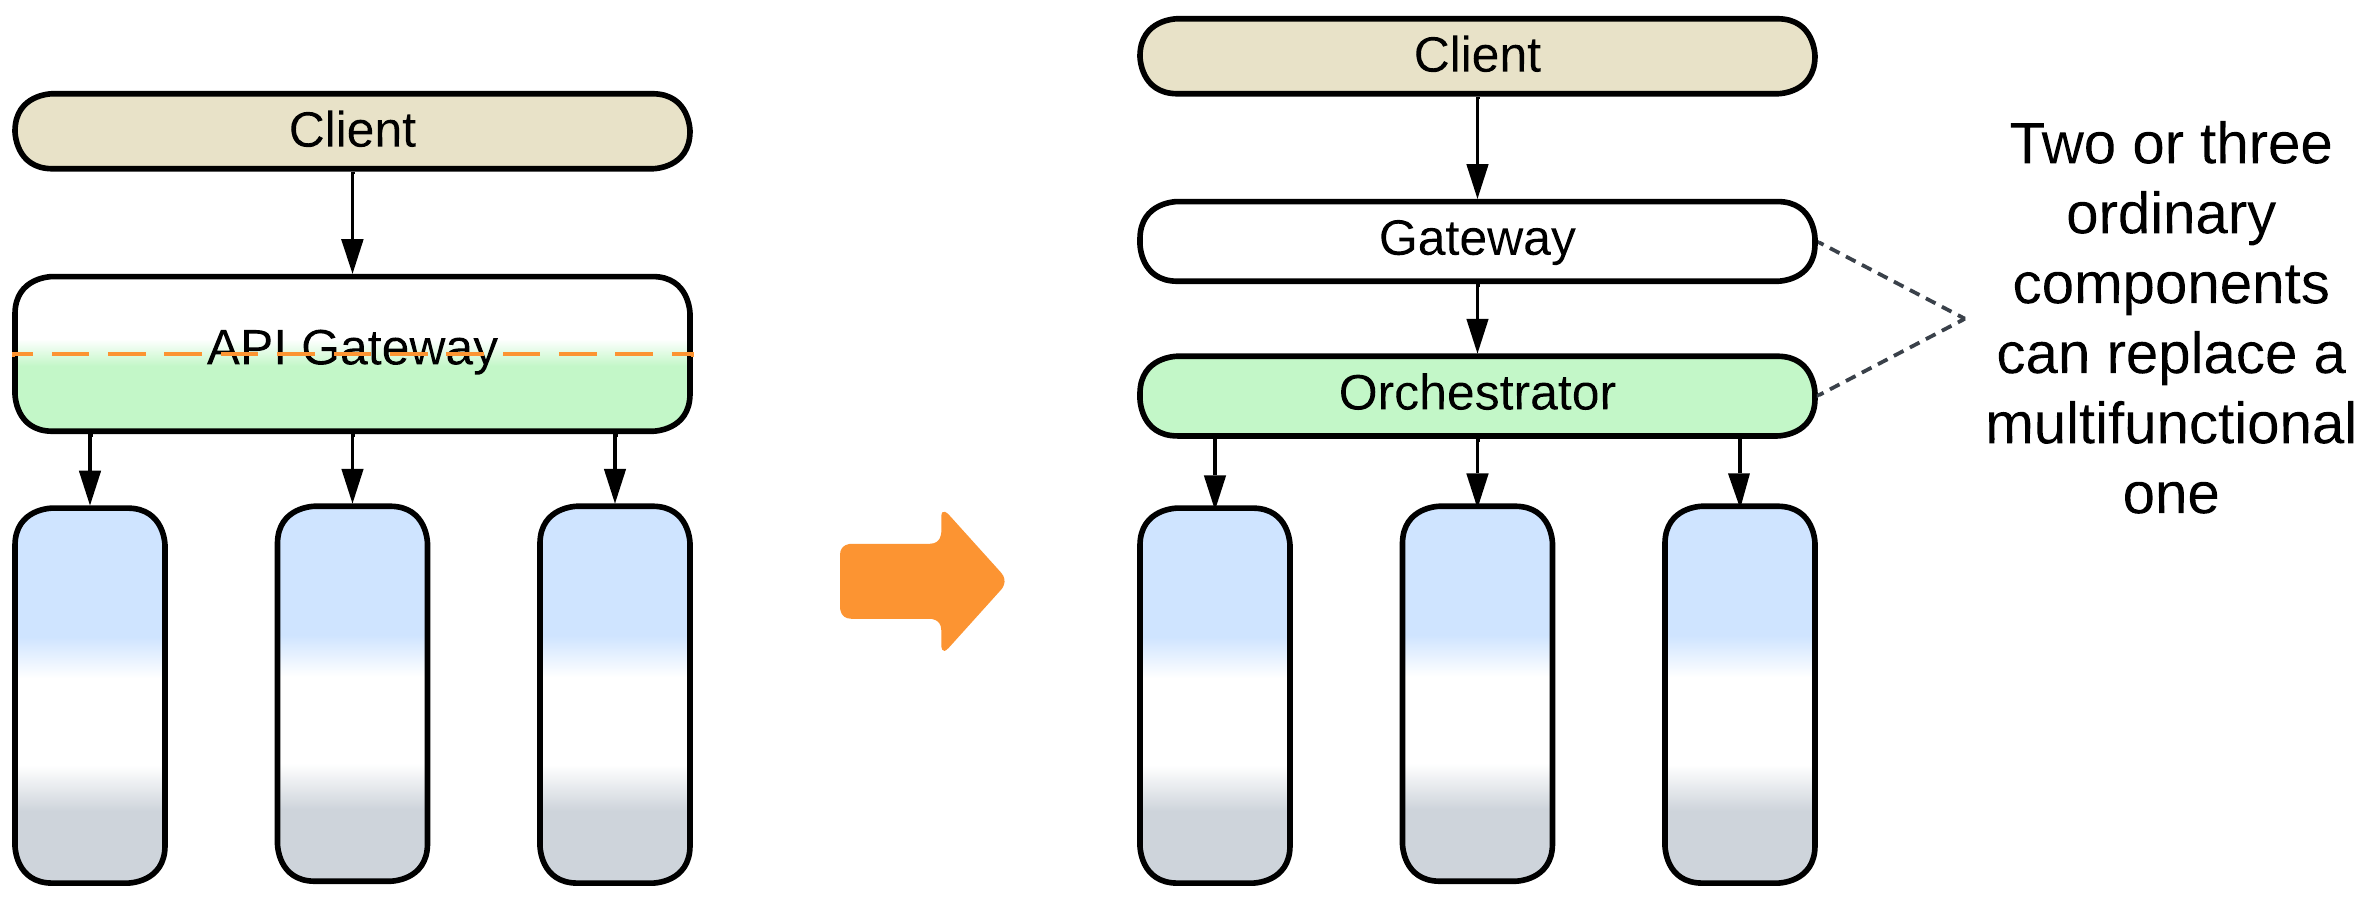 Client
API Gateway
Client
Gateway
Orchestrator
Two or three
ordinary
components
can replace a
multifunctional
one